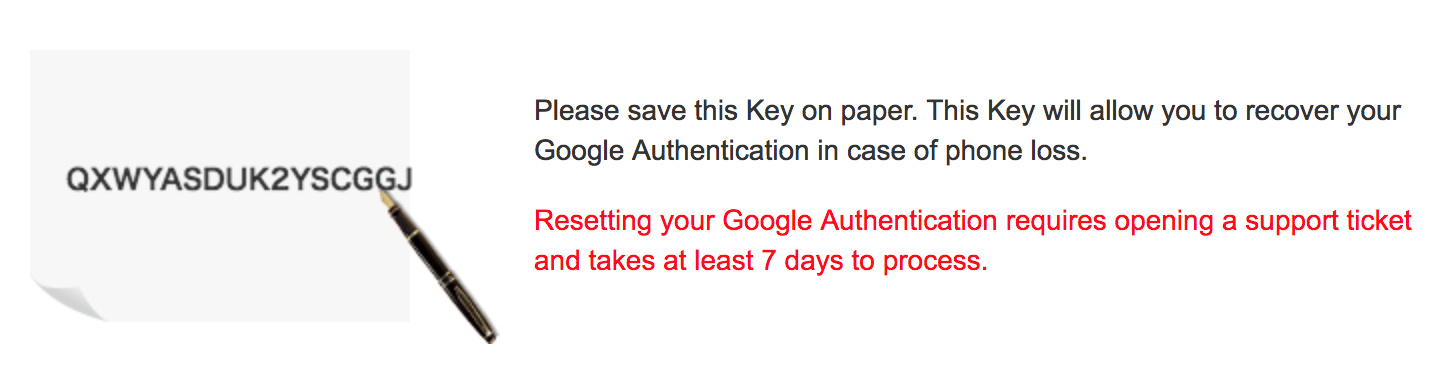 QXWYASDUK2YSCGGJ
Please save this Key on paper. This Key will allow you to recover your
Google Authentication in case of phone loss.
Resetting your Google Authentication requires opening a support ticket
and takes at least 7 days to process.